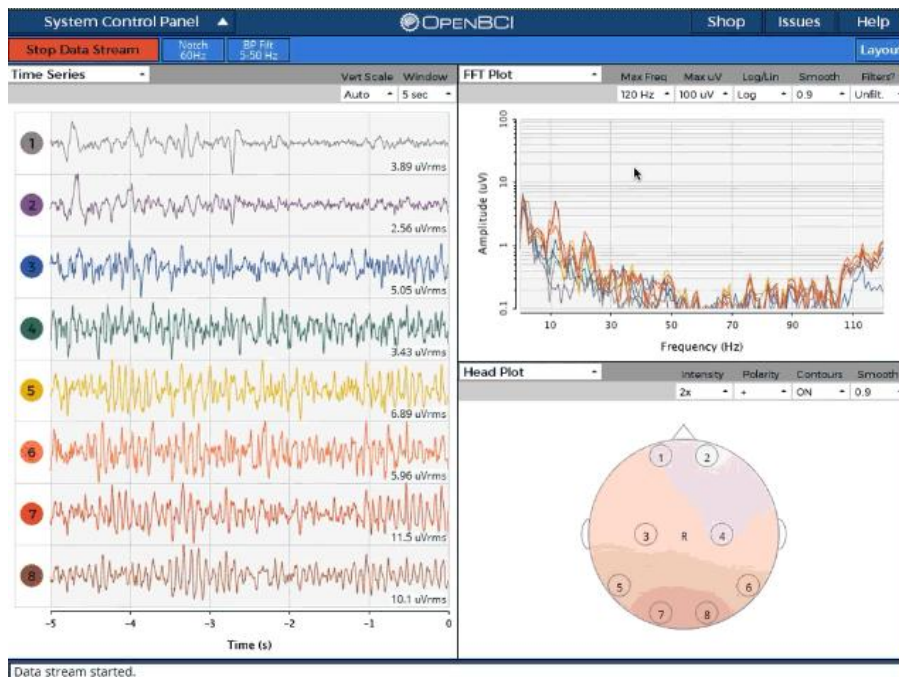 System Control Panel
OPENBCI
Shop Issues Help
Stop Data Stream
Notch
60Hz
BP Filt
5-50 Hz
Layou
Time Series
Vert Scale Window
Auto 5 sec
1
3.89 uVrms
2
2.56 uVrms
3
5.05 uVrms
4
3.43 uVrms
5
6.89 uVrms
6
5.96 uVrms
7
11.5 uVrms
8
10.1 uVrms
-5 -4 -3 -2 -1 0
Time (s)
FFT Plot
Max Freq Max uV Log/Lin Smooth Filters?
120 Hz 100 uV Log 0.9 Unfilt.
Amplitude (uV)
100
10
1
0.1
10 30 50 70 90 110
Frequency (Hz)
Head Plot
Intensity Polarity Contours Smooth
2x + ON 0.9
1 2
3 R 4
5 6
7 8
Data stream started.